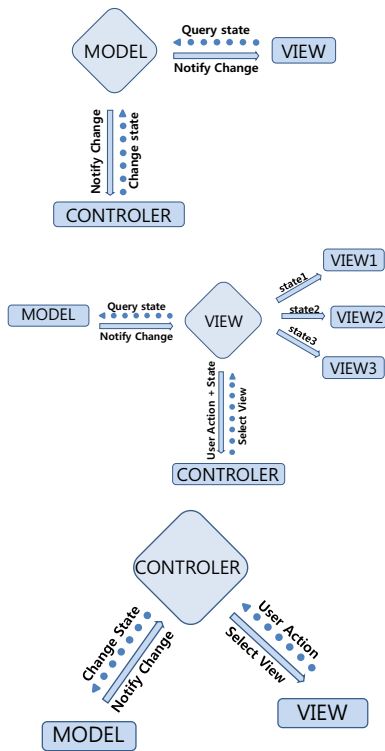 Query state
MODEL
VIEW
Notify Change
Notify Change
Change state
CONTROLER
VIEW1
state1
Query state
MODEL
VIEW
state2
VIEW2
Notify Change
state3
VIEW3
User Action + State
Select View
CONTROLER
CONTROLER
Change State
Notify Change
User Action
Select View
MODEL
VIEW